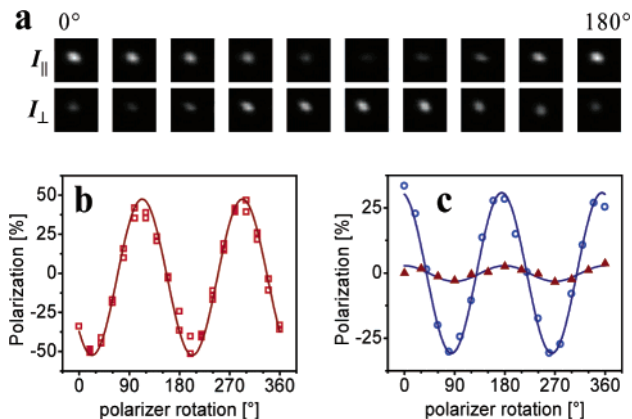 a 0° 180°
I∥
I⊥
b
50
25
0
-25
-50
Polarization [%]
0 90 180 270 360
polarizer rotation [°]
c
25
0
-25
Polarization [%]
0 90 180 270 360
polarizer rotation [°]